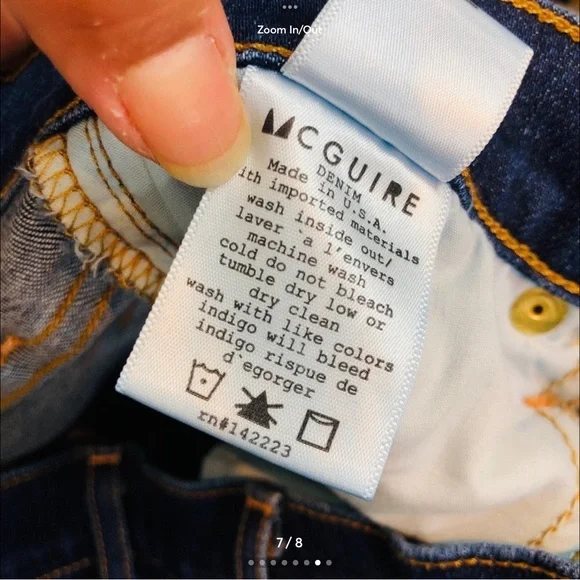 Zoom In/Out
MCGUIRE
DENIM
Made in U.S.A.
ith imported materials
wash inside out/
laver `a l'envers
machine wash
cold do not bleach
tumble dry low or
dry clean
wash with like colors
indigo will bleed
indigo rispue de
d`egorger
rn#142223
7 / 8